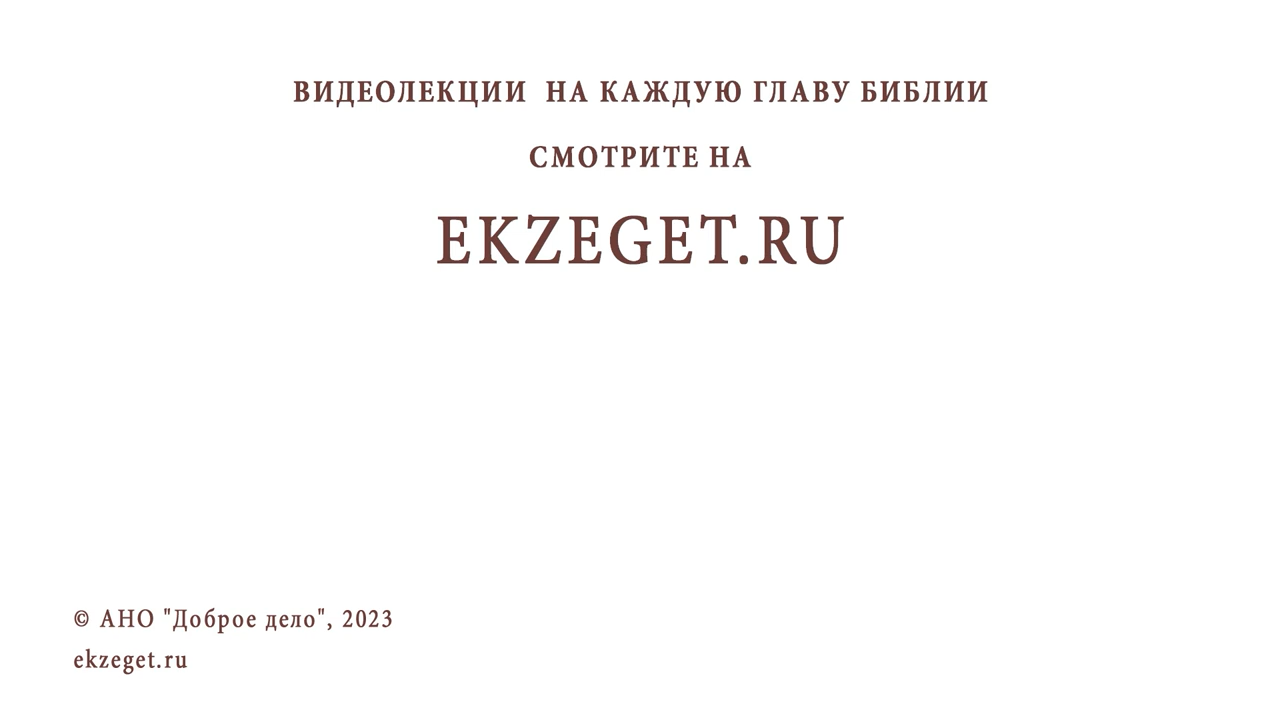 ВИДЕОЛЕКЦИИ НА КАЖДУЮ ГЛАВУ БИБЛИИ
СМОТРИТЕ НА
EKZEGET.RU
© АНО "Доброе дело", 2023
ekzeget.ru